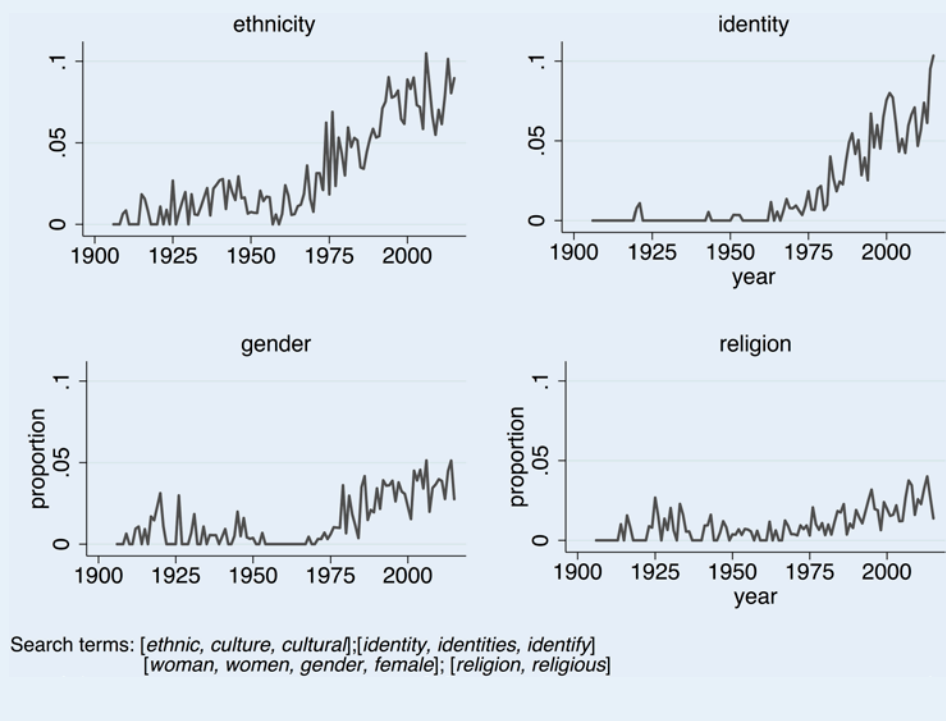 ethnicity
.1
.05
0
1900 1925 1950 1975 2000
identity
.1
.05
0
1900 1925 1950 1975 2000
year
gender
proportion
.1
.05
0
1900 1925 1950 1975 2000
religion
proportion
.1
.05
0
1900 1925 1950 1975 2000
year
Search terms: [ethnic, culture, cultural];[identity, identities, identify]
[woman, women, gender, female]; [religion, religious]